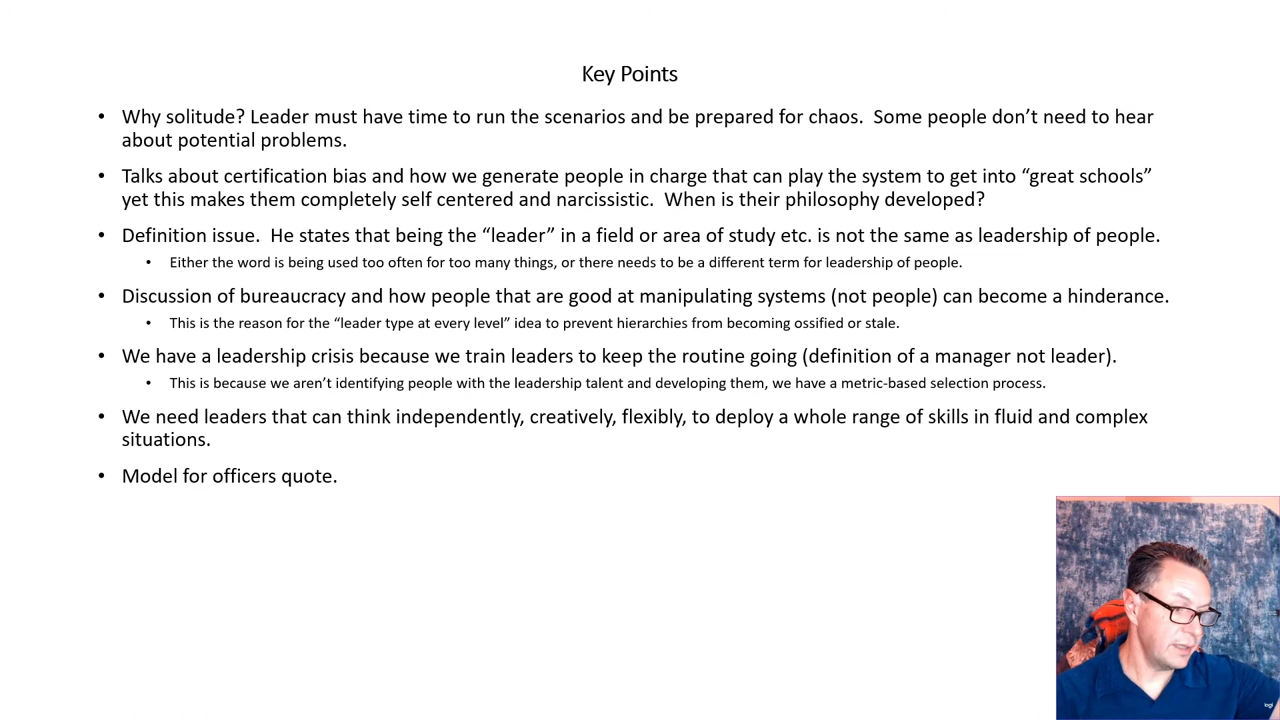 Key Points
• Why solitude? Leader must have time to run the scenarios and be prepared for chaos.  Some people don’t need to hear
about potential problems.
• Talks about certification bias and how we generate people in charge that can play the system to get into “great schools”
yet this makes them completely self centered and narcissistic.  When is their philosophy developed?
• Definition issue.  He states that being the “leader” in a field or area of study etc. is not the same as leadership of people.
• Either the word is being used too often for too many things, or there needs to be a different term for leadership of people.
• Discussion of bureaucracy and how people that are good at manipulating systems (not people) can become a hinderance.
• This is the reason for the “leader type at every level” idea to prevent hierarchies from becoming ossified or stale.
• We have a leadership crisis because we train leaders to keep the routine going (definition of a manager not leader).
• This is because we aren’t identifying people with the leadership talent and developing them, we have a metric-based selection process.
• We need leaders that can think independently, creatively, flexibly, to deploy a whole range of skills in fluid and complex
situations.
• Model for officers quote.
logi